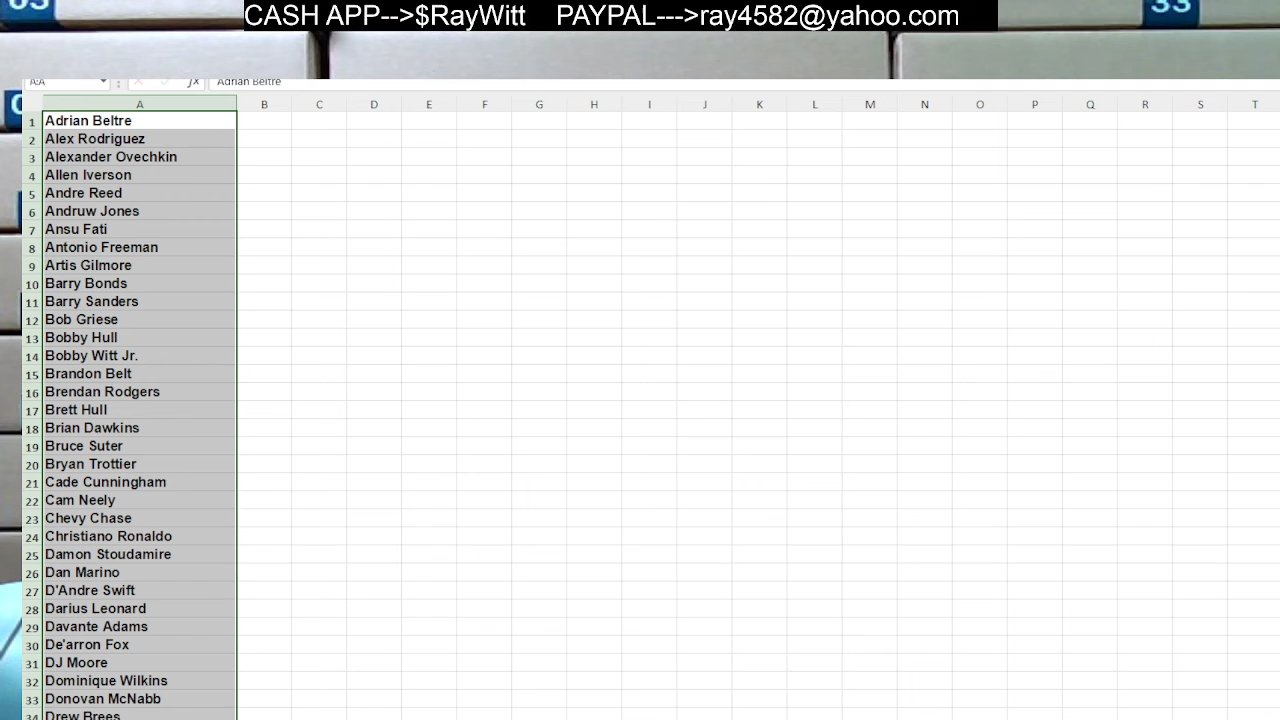 CASH APP-->$RayWitt PAYPAL--->ray4582@yahoo.com
33
A:A fx Adrian Beltre
A B C D E F G H I J K L M N O P Q R S T
1 Adrian Beltre
2 Alex Rodriguez
3 Alexander Ovechkin
4 Allen Iverson
5 Andre Reed
6 Andruw Jones
7 Ansu Fati
8 Antonio Freeman
9 Artis Gilmore
10 Barry Bonds
11 Barry Sanders
12 Bob Griese
13 Bobby Hull
14 Bobby Witt Jr.
15 Brandon Belt
16 Brendan Rodgers
17 Brett Hull
18 Brian Dawkins
19 Bruce Suter
20 Bryan Trottier
21 Cade Cunningham
22 Cam Neely
23 Chevy Chase
24 Christiano Ronaldo
25 Damon Stoudamire
26 Dan Marino
27 D'Andre Swift
28 Darius Leonard
29 Davante Adams
30 De'arron Fox
31 DJ Moore
32 Dominique Wilkins
33 Donovan McNabb
34 Drew Brees